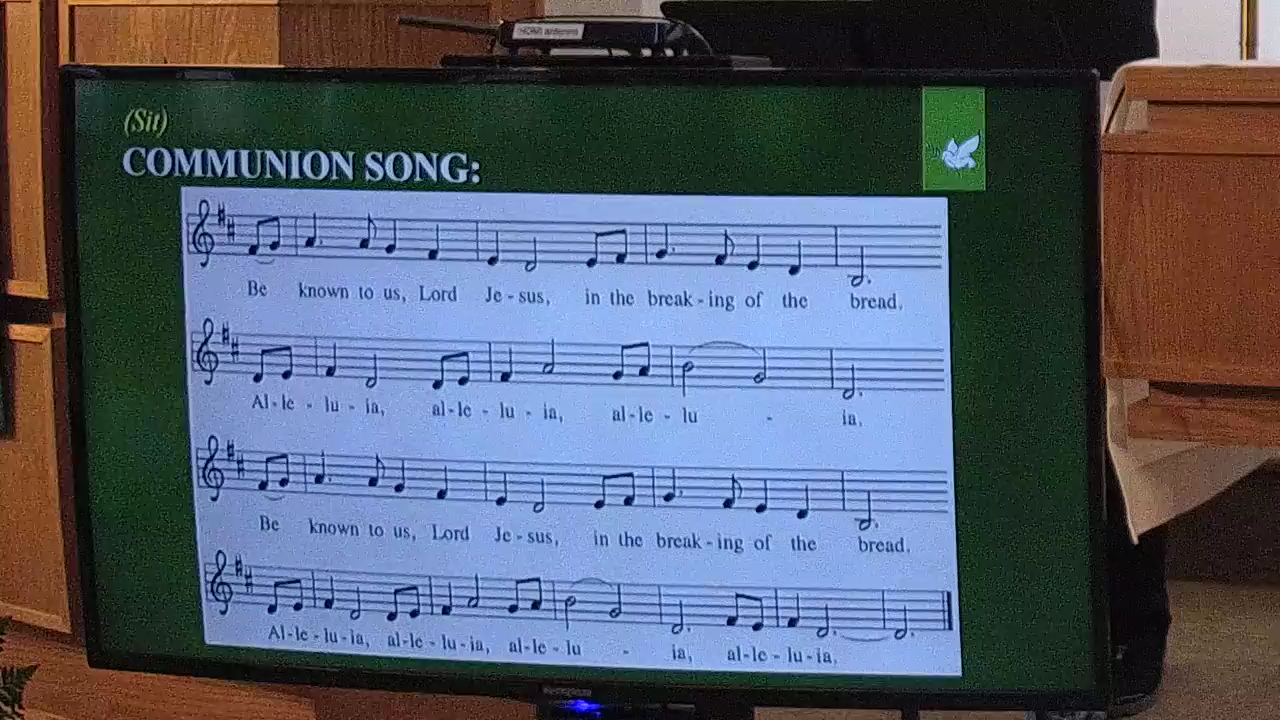 HDMI antenna
(Sit)
COMMUNION SONG:
Be known to us, Lord Je - sus, in the break - ing of the bread.
Al - le - lu - ia, al - le - lu - ia, al - le - lu - ia.
Be known to us, Lord Je - sus, in the break - ing of the bread.
Al - le - lu - ia, al - le - lu - ia, al - le - lu - ia, al - le - lu - ia.